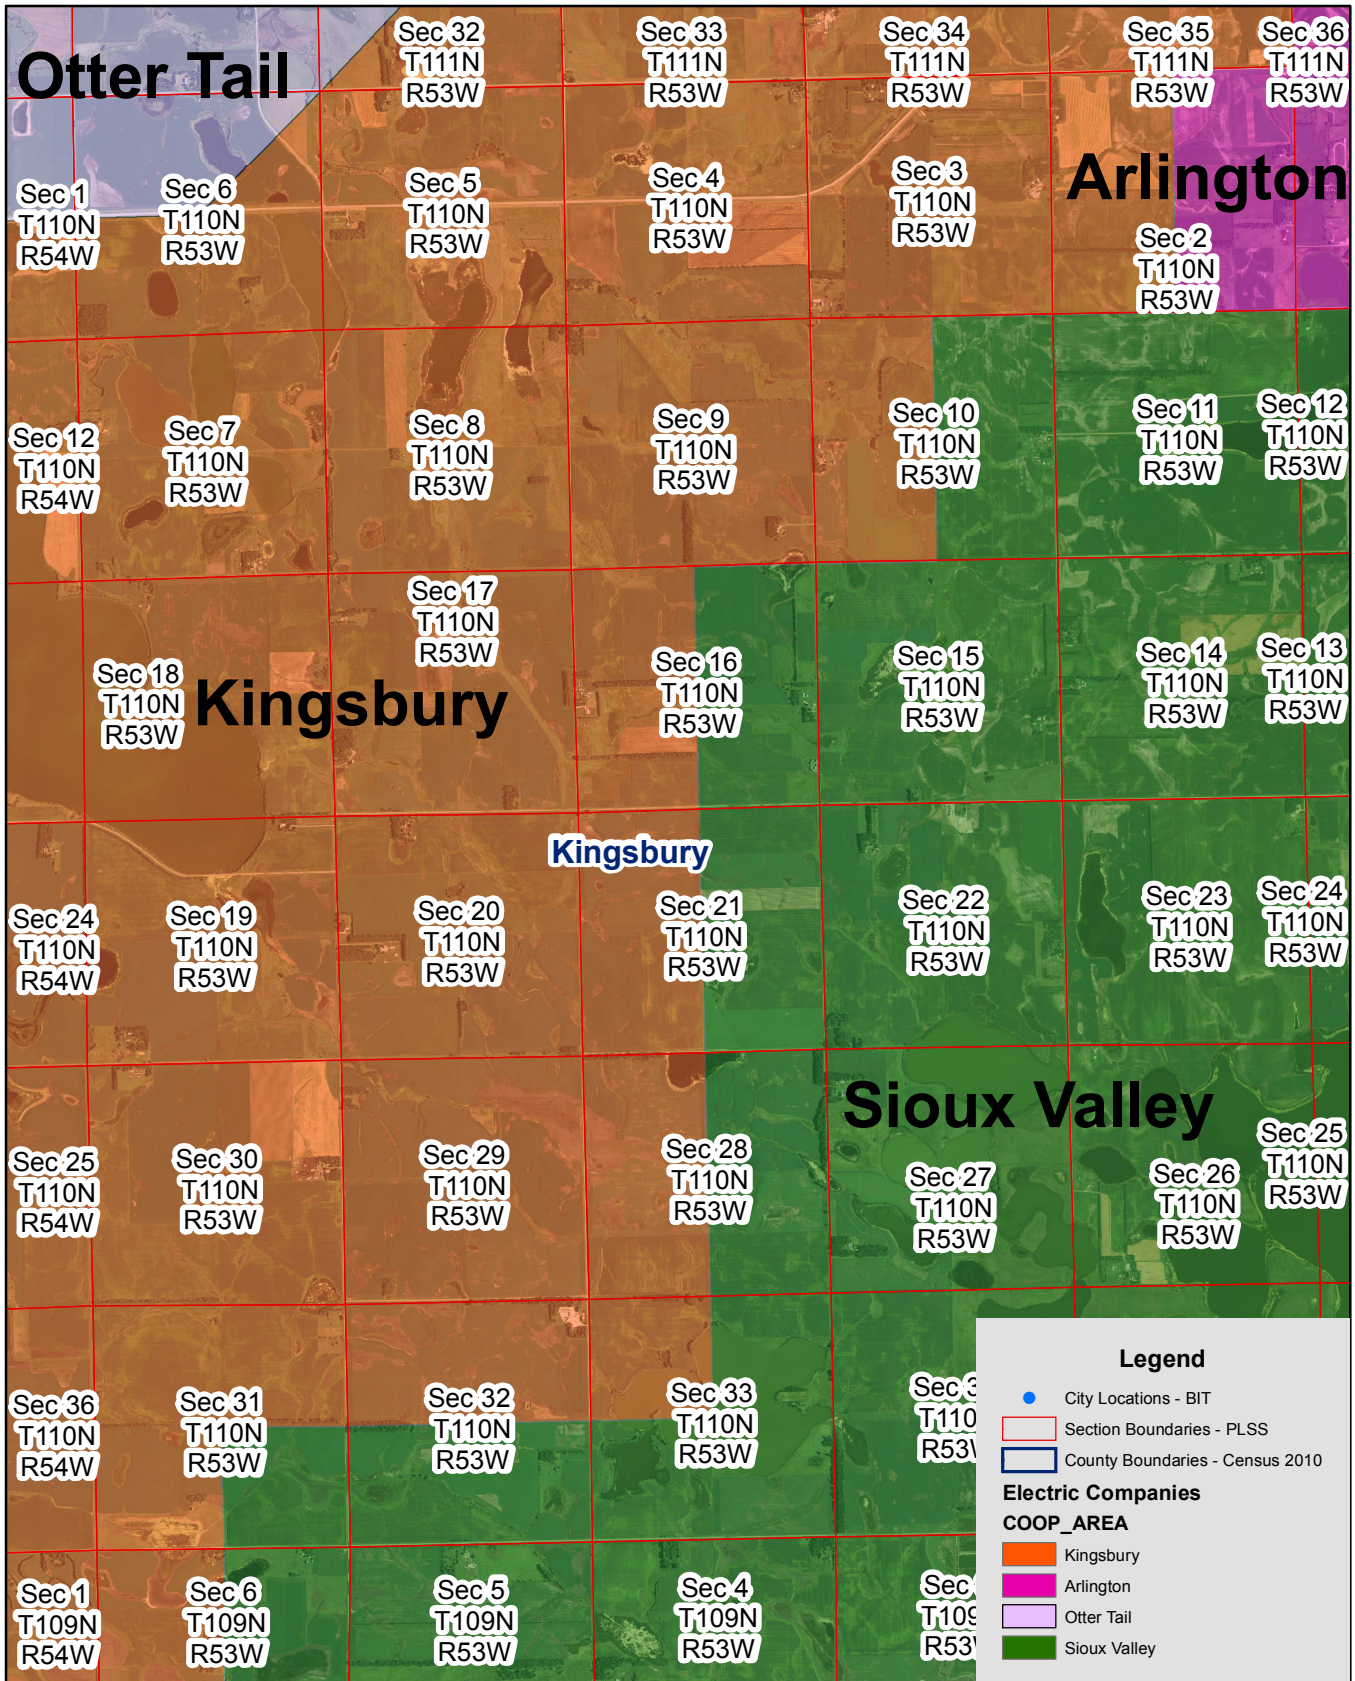 Otter Tail
Sec 32
T111N
R53W
Sec 33
T111N
R53W
Sec 34
T111N
R53W
Sec 35
T111N
R53W
Sec 36
T111N
R53W
Arlington
Sec 1
T110N
R54W
Sec 6
T110N
R53W
Sec 5
T110N
R53W
Sec 4
T110N
R53W
Sec 3
T110N
R53W
Sec 2
T110N
R53W
Sec 12
T110N
R54W
Sec 7
T110N
R53W
Sec 8
T110N
R53W
Sec 9
T110N
R53W
Sec 10
T110N
R53W
Sec 11
T110N
R53W
Sec 12
T110N
R53W
Sec 18
T110N
R53W
Kingsbury
Sec 17
T110N
R53W
Sec 16
T110N
R53W
Sec 15
T110N
R53W
Sec 14
T110N
R53W
Sec 13
T110N
R53W
Kingsbury
Sec 24
T110N
R54W
Sec 19
T110N
R53W
Sec 20
T110N
R53W
Sec 21
T110N
R53W
Sec 22
T110N
R53W
Sec 23
T110N
R53W
Sec 24
T110N
R53W
Sioux Valley
Sec 25
T110N
R54W
Sec 30
T110N
R53W
Sec 29
T110N
R53W
Sec 28
T110N
R53W
Sec 27
T110N
R53W
Sec 26
T110N
R53W
Sec 25
T110N
R53W
Sec 36
T110N
R54W
Sec 31
T110N
R53W
Sec 32
T110N
R53W
Sec 33
T110N
R53W
Sec 3
T110
R53
Sec 1
T109N
R54W
Sec 6
T109N
R53W
Sec 5
T109N
R53W
Sec 4
T109N
R53W
Sec
T109
R53
Legend
City Locations - BIT
Section Boundaries - PLSS
County Boundaries - Census 2010
Electric Companies
COOP_AREA
Kingsbury
Arlington
Otter Tail
Sioux Valley